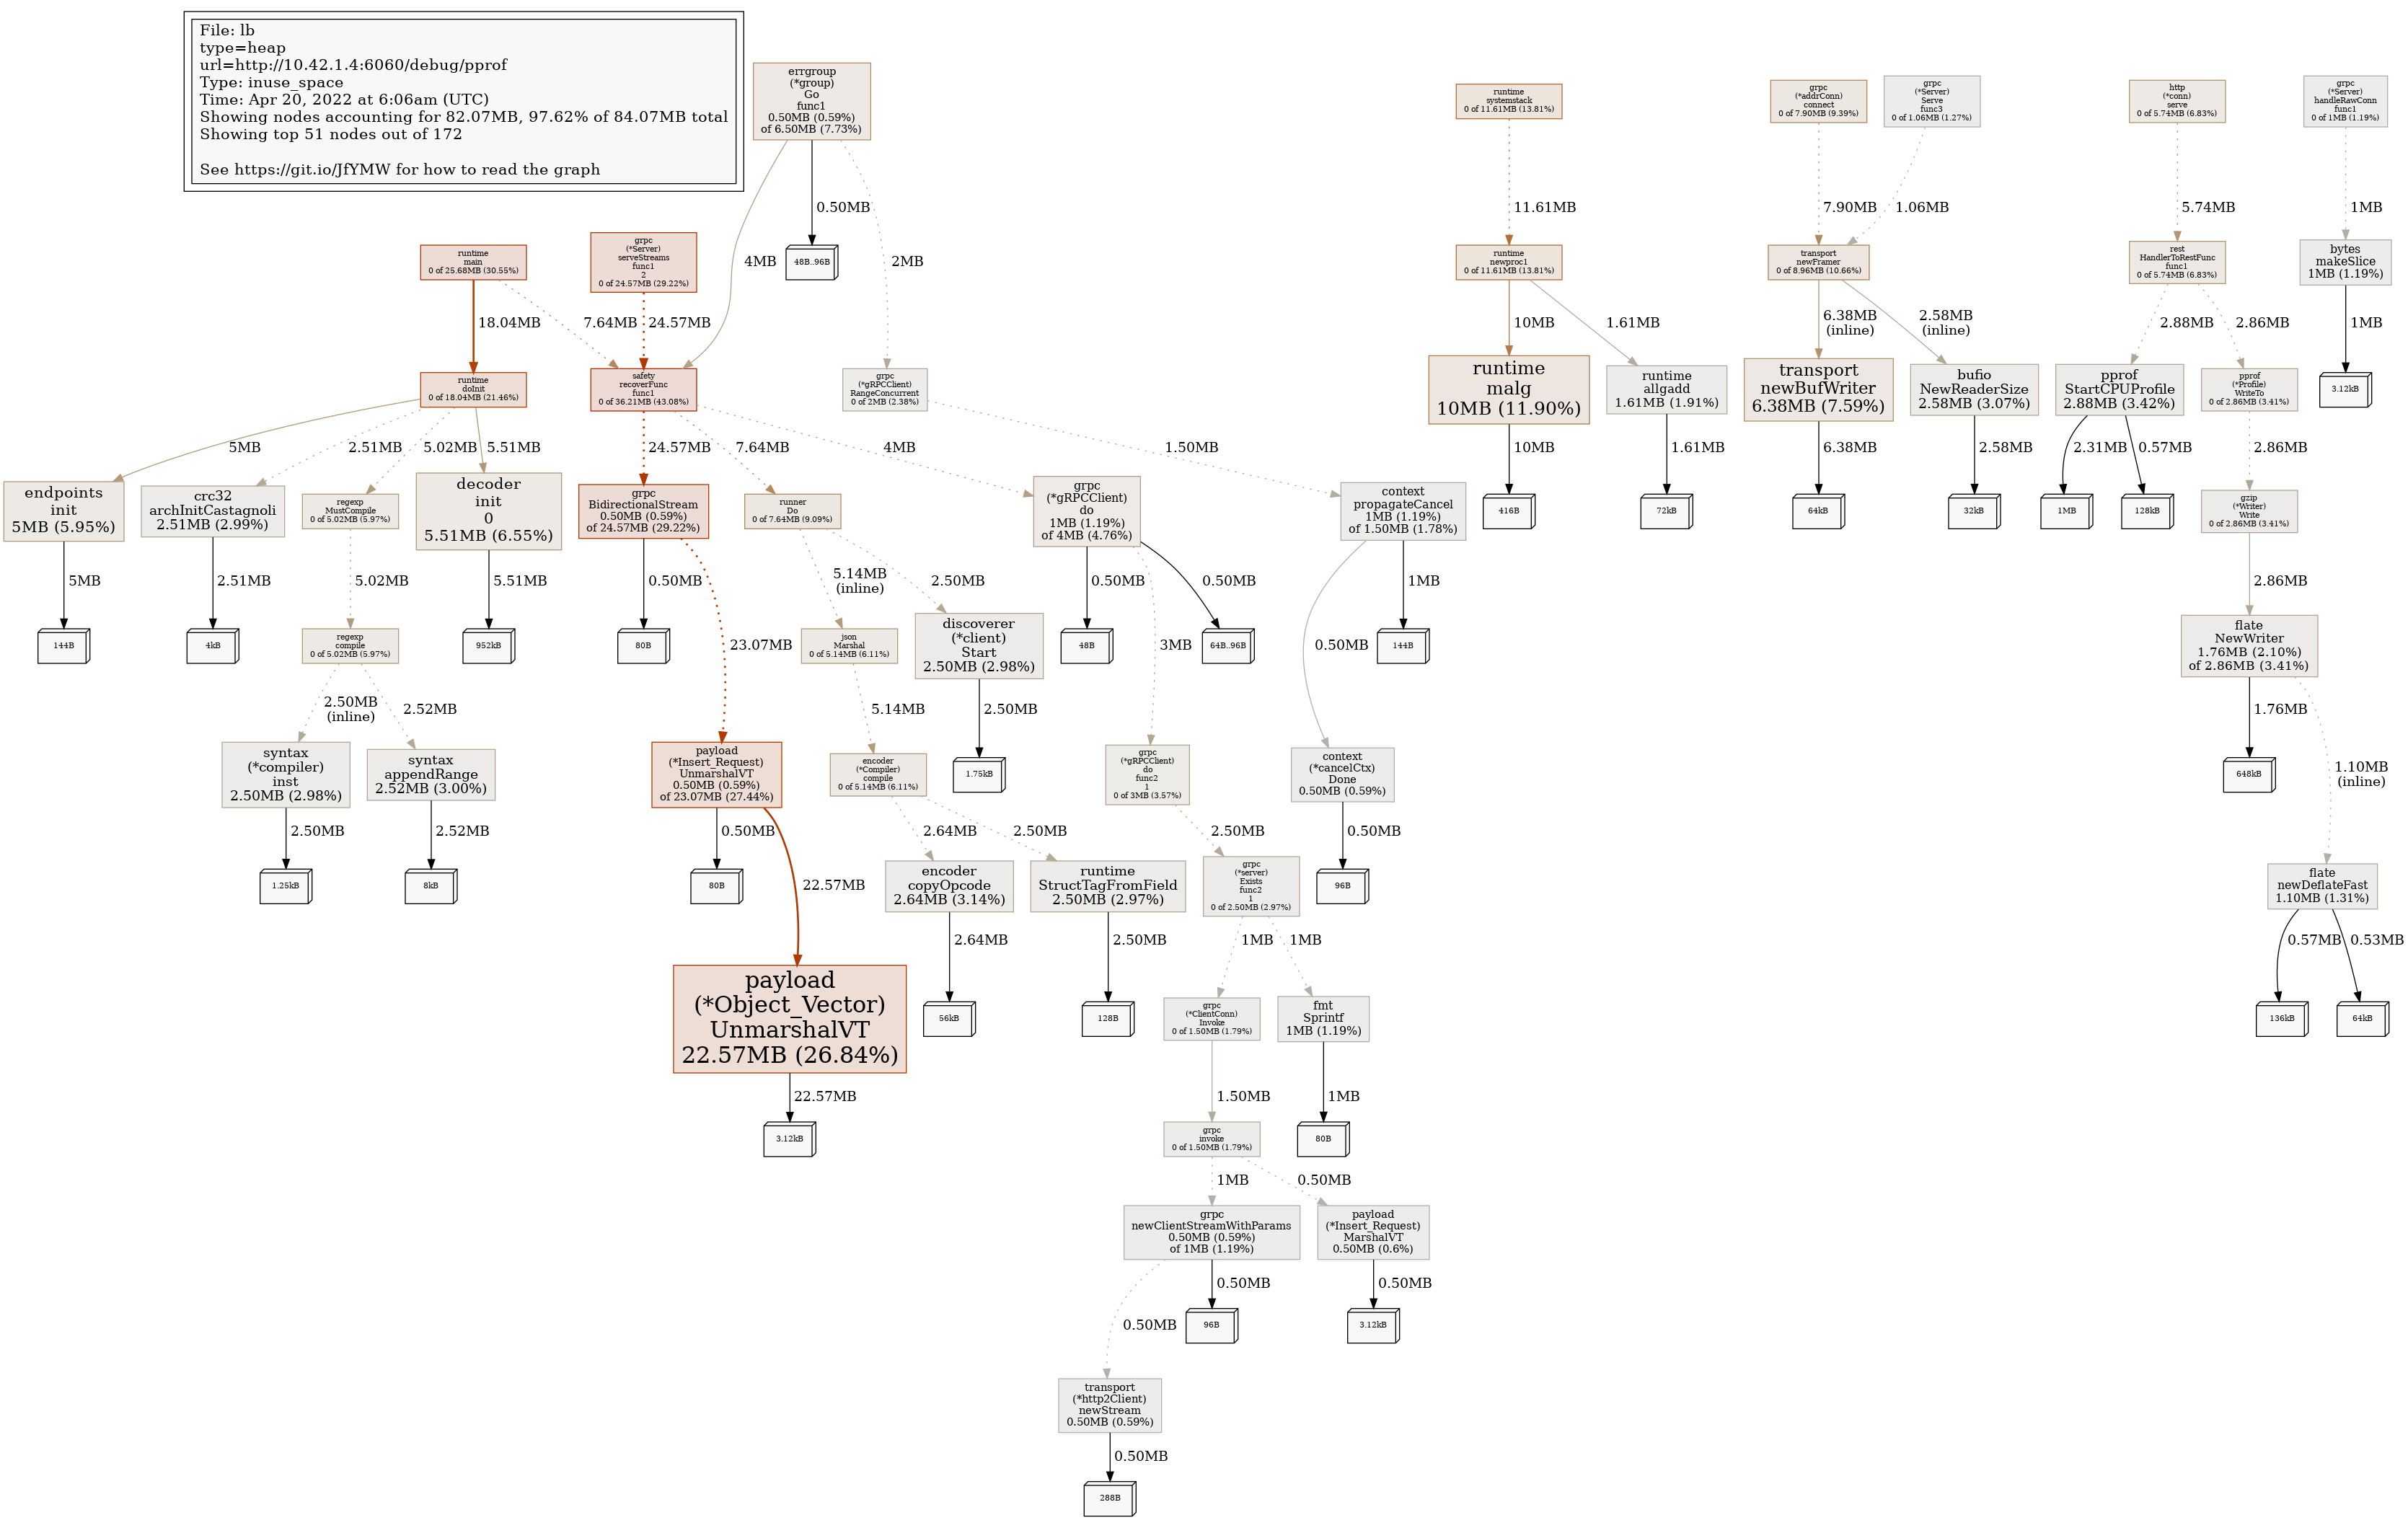 File: lb
type=heap
url=http://10.42.1.4:6060/debug/pprof
Type: inuse_space
Time: Apr 20, 2022 at 6:06am (UTC)
Showing nodes accounting for 82.07MB, 97.62% of 84.07MB total
Showing top 51 nodes out of 172
See https://git.io/JfYMW for how to read the graph
errgroup
(*group)
Go
func1
0.50MB (0.59%)
of 6.50MB (7.73%)
runtime
systemstack
0 of 11.61MB (13.81%)
grpc
(*addrConn)
connect
0 of 7.90MB (9.39%)
grpc
(*Server)
Serve
func3
0 of 1.06MB (1.27%)
http
(*conn)
serve
0 of 5.74MB (6.83%)
grpc
(*Server)
handleRawConn
func1
0 of 1MB (1.19%)
4MB
0.50MB
2MB
11.61MB
7.90MB
1.06MB
5.74MB
1MB
runtime
main
0 of 25.68MB (30.55%)
grpc
(*Server)
serveStreams
func1
2
0 of 24.57MB (29.22%)
48B..96B
runtime
newproc1
0 of 11.61MB (13.81%)
transport
newFramer
0 of 8.96MB (10.66%)
rest
HandlerToRestFunc
func1
0 of 5.74MB (6.83%)
bytes
makeSlice
1MB (1.19%)
18.04MB
7.64MB
24.57MB
10MB
1.61MB
6.38MB
(inline)
2.58MB
(inline)
2.88MB
2.86MB
1MB
runtime
doInit
0 of 18.04MB (21.46%)
safety
recoverFunc
func1
0 of 36.21MB (43.08%)
grpc
(*gRPCClient)
RangeConcurrent
0 of 2MB (2.38%)
runtime
malg
10MB (11.90%)
runtime
allgadd
1.61MB (1.91%)
transport
newBufWriter
6.38MB (7.59%)
bufio
NewReaderSize
2.58MB (3.07%)
pprof
StartCPUProfile
2.88MB (3.42%)
pprof
(*Profile)
WriteTo
0 of 2.86MB (3.41%)
3.12kB
5MB
2.51MB
5.02MB
5.51MB
24.57MB
7.64MB
4MB
1.50MB
10MB
1.61MB
6.38MB
2.58MB
2.31MB
0.57MB
2.86MB
endpoints
init
5MB (5.95%)
crc32
archInitCastagnoli
2.51MB (2.99%)
regexp
MustCompile
0 of 5.02MB (5.97%)
decoder
init
0
5.51MB (6.55%)
grpc
BidirectionalStream
0.50MB (0.59%)
of 24.57MB (29.22%)
runner
Do
0 of 7.64MB (9.09%)
grpc
(*gRPCClient)
do
1MB (1.19%)
of 4MB (4.76%)
context
propagateCancel
1MB (1.19%)
of 1.50MB (1.78%)
416B
72kB
64kB
32kB
1MB
128kB
gzip
(*Writer)
Write
0 of 2.86MB (3.41%)
5MB
2.51MB
5.02MB
5.51MB
0.50MB
23.07MB
5.14MB
(inline)
2.50MB
0.50MB
3MB
0.50MB
0.50MB
1MB
2.86MB
144B
4kB
regexp
compile
0 of 5.02MB (5.97%)
952kB
80B
json
Marshal
0 of 5.14MB (6.11%)
discoverer
(*client)
Start
2.50MB (2.98%)
48B
64B..96B
144B
flate
NewWriter
1.76MB (2.10%)
of 2.86MB (3.41%)
2.50MB
(inline)
2.52MB
5.14MB
2.50MB
1.76MB
1.10MB
(inline)
syntax
(*compiler)
inst
2.50MB (2.98%)
syntax
appendRange
2.52MB (3.00%)
payload
(*Insert_Request)
UnmarshalVT
0.50MB (0.59%)
of 23.07MB (27.44%)
encoder
(*Compiler)
compile
0 of 5.14MB (6.11%)
1.75kB
grpc
(*gRPCClient)
do
func2
1
0 of 3MB (3.57%)
context
(*cancelCtx)
Done
0.50MB (0.59%)
648kB
2.50MB
2.52MB
0.50MB
22.57MB
2.64MB
2.50MB
2.50MB
0.50MB
1.25kB
8kB
80B
encoder
copyOpcode
2.64MB (3.14%)
runtime
StructTagFromField
2.50MB (2.97%)
grpc
(*server)
Exists
func2
1
0 of 2.50MB (2.97%)
96B
flate
newDeflateFast
1.10MB (1.31%)
2.64MB
2.50MB
1MB
1MB
0.57MB
0.53MB
payload
(*Object_Vector)
UnmarshalVT
22.57MB (26.84%)
56kB
128B
grpc
(*ClientConn)
Invoke
0 of 1.50MB (1.79%)
fmt
Sprintf
1MB (1.19%)
136kB
64kB
22.57MB
1.50MB
1MB
3.12kB
grpc
invoke
0 of 1.50MB (1.79%)
80B
1MB
0.50MB
grpc
newClientStreamWithParams
0.50MB (0.59%)
of 1MB (1.19%)
payload
(*Insert_Request)
MarshalVT
0.50MB (0.6%)
0.50MB
0.50MB
0.50MB
96B
3.12kB
transport
(*http2Client)
newStream
0.50MB (0.59%)
0.50MB
288B